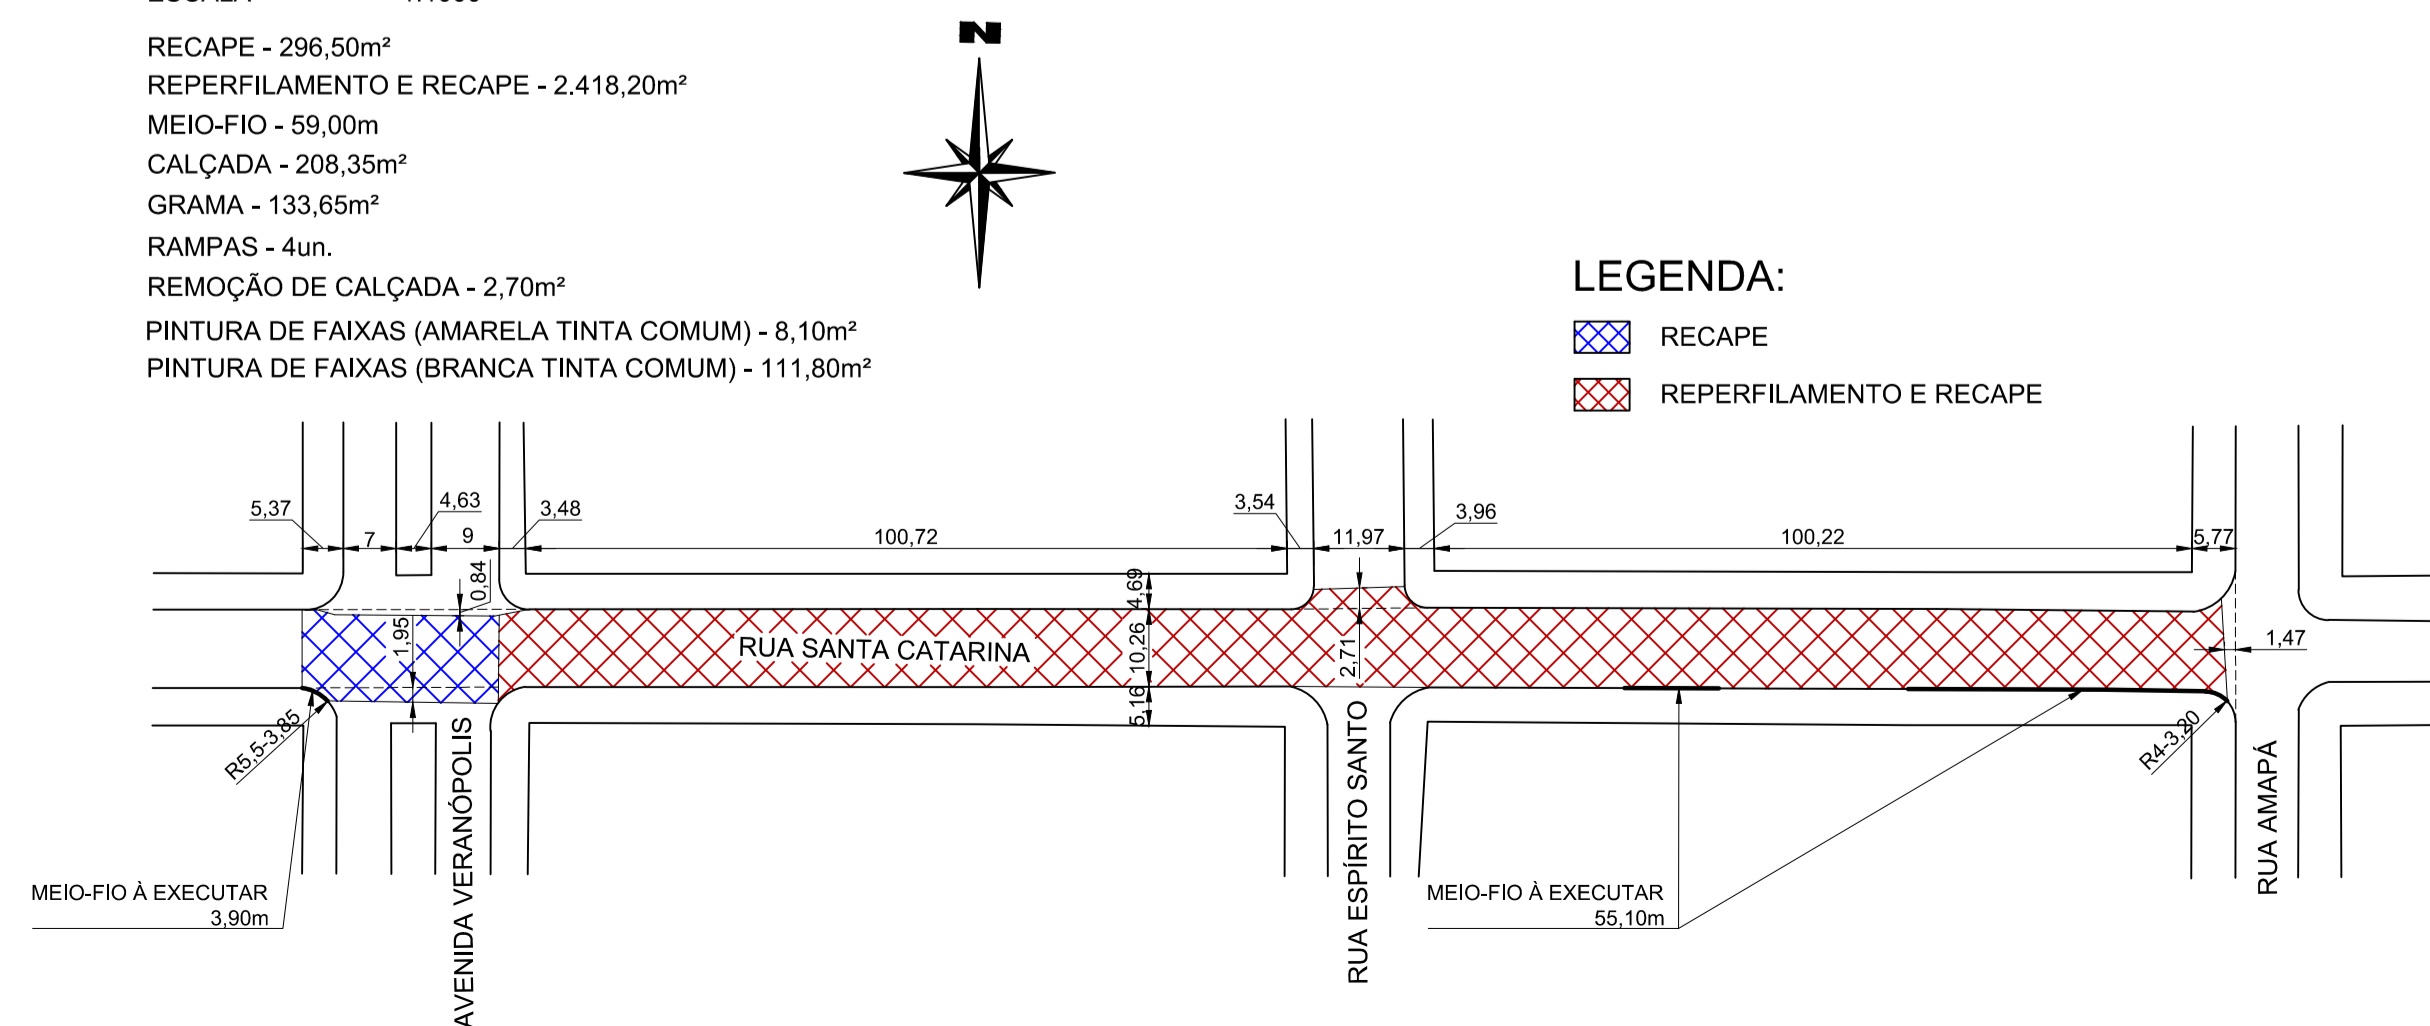 RECAPE - 296,50m²
REPERFILAMENTO E RECAPE - 2.418,20m²
MEIO-FIO - 59,00m
CALÇADA - 208,35m²
GRAMA - 133,65m²
RAMPAS - 4un.
REMOÇÃO DE CALÇADA - 2,70m²
PINTURA DE FAIXAS (AMARELA TINTA COMUM) - 8,10m²
PINTURA DE FAIXAS (BRANCA TINTA COMUM) - 111,80m²
N
LEGENDA:
RECAPE
REPERFILAMENTO E RECAPE
5,37
7
4,63
9
3,48
100,72
3,54
11,97
3,96
100,22
5,77
0,84
1,95
4,69
10,26
5,16
2,71
1,47
RUA SANTA CATARINA
R5,5-3,85
R4-3,20
AVENIDA VERANÓPOLIS
RUA ESPÍRITO SANTO
RUA AMAPÁ
MEIO-FIO À EXECUTAR
3,90m
MEIO-FIO À EXECUTAR
55,10m